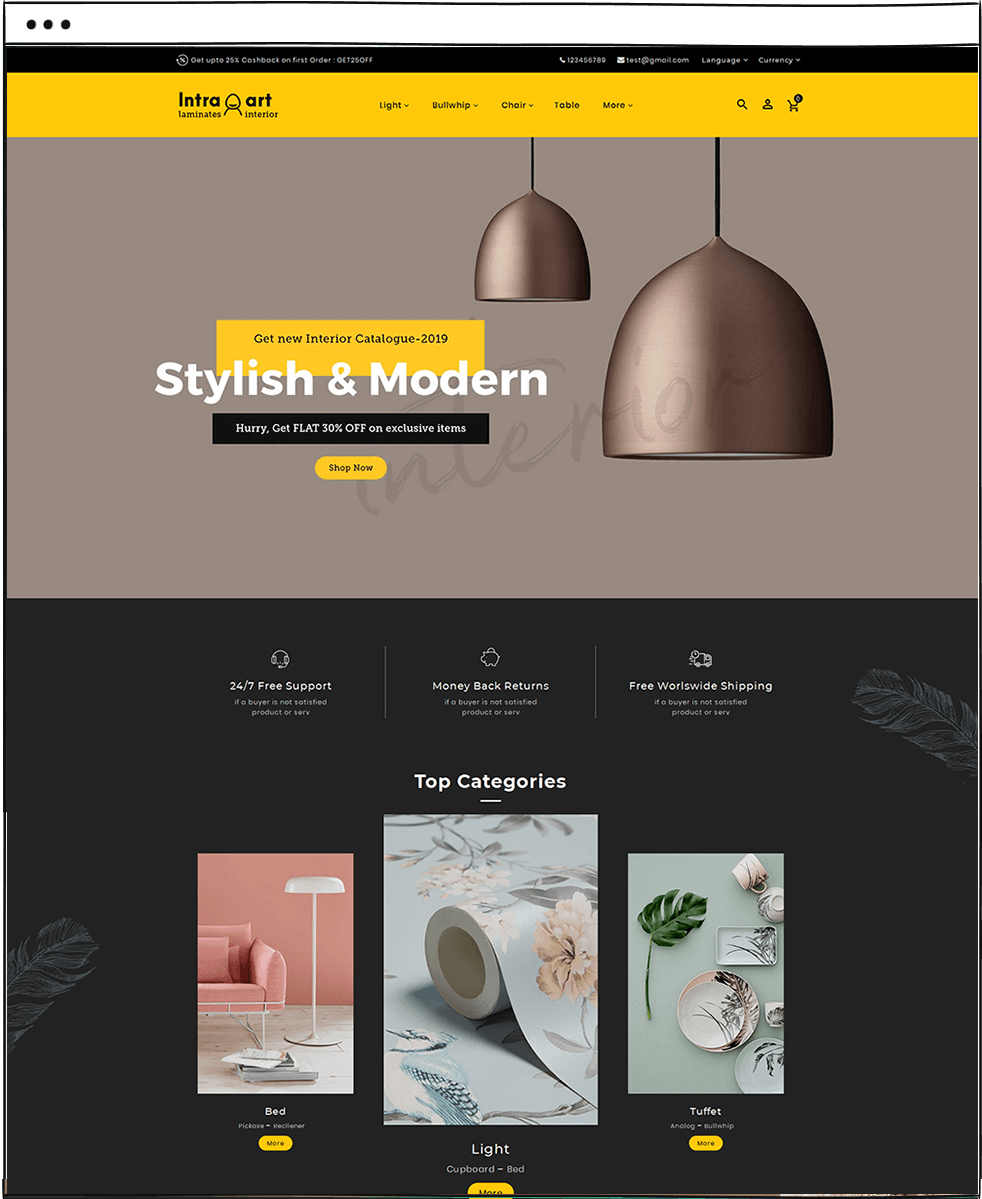 Get upto 25% Cashback on first Order : GET25OFF
123456789 test@gmail.com Language Currency
Intra art
laminates interior
Light Bullwhip Chair Table More
0
Get new Interior Catalogue-2019
Stylish & Modern
Hurry, Get FLAT 30% OFF on exclusive items
Shop Now
interior
24/7 Free Support
if a buyer is not satisfied
product or serv
Money Back Returns
if a buyer is not satisfied
product or serv
Free Worlswide Shipping
if a buyer is not satisfied
product or serv
Top Categories
Bed
Pickaxe – Recliener
More
Light
Cupboard – Bed
More
Tuffet
Analog – Bullwhip
More